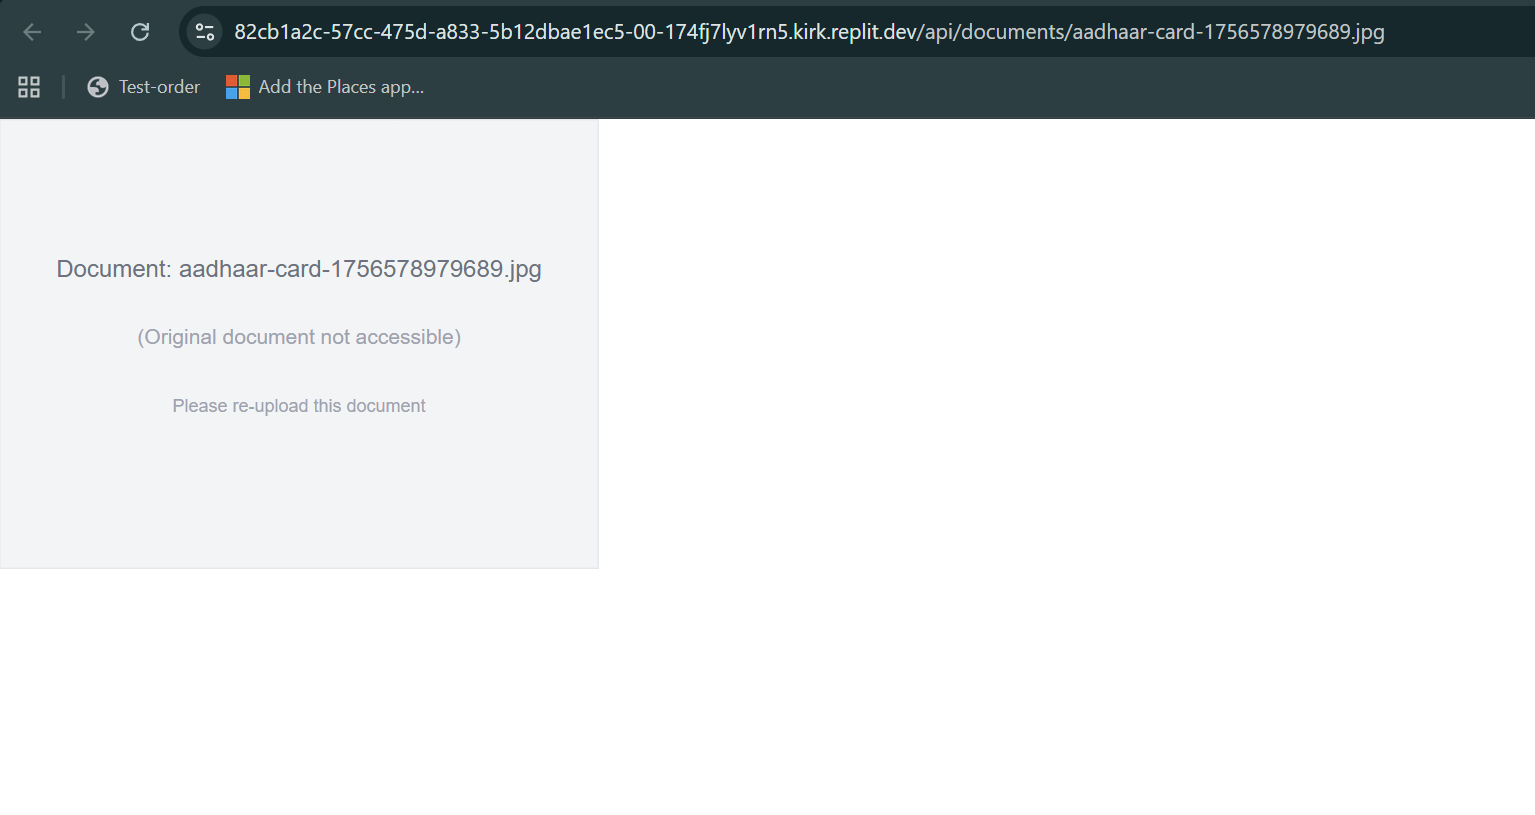 82cb1a2c-57cc-475d-a833-5b12dbae1ec5-00-174fj7lyv1rn5.kirk.replit.dev/api/documents/aadhaar-card-1756578979689.jpg
Test-order
Add the Places app...
Document: aadhaar-card-1756578979689.jpg
(Original document not accessible)
Please re-upload this document